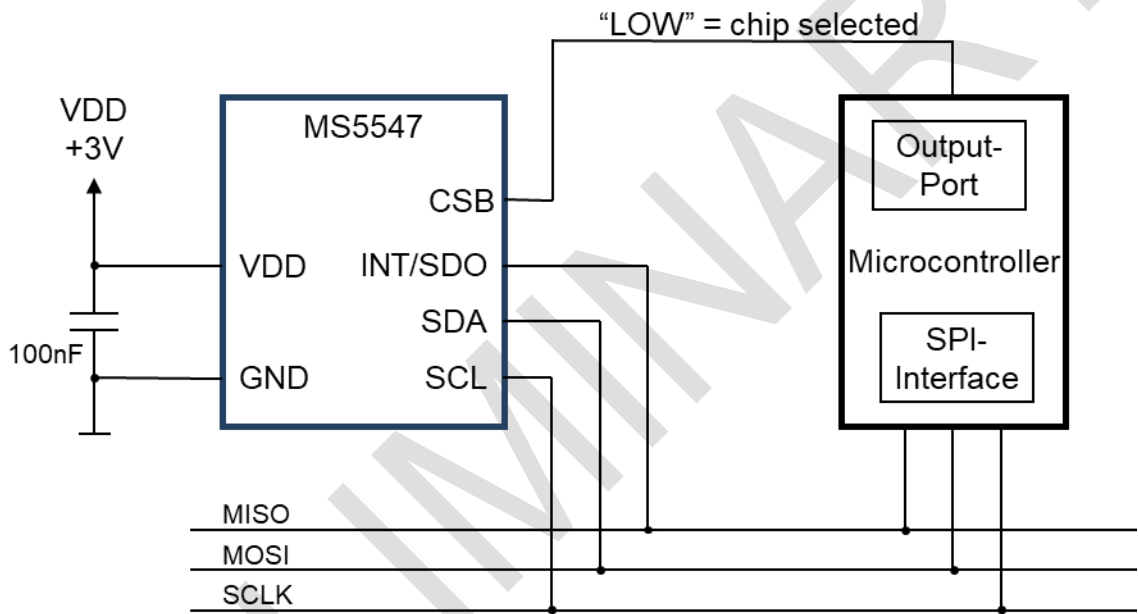 “LOW” = chip selected
VDD
+3V
MS5547
CSB
VDD
INT/SDO
SDA
GND
SCL
100nF
Output-
Port
Microcontroller
SPI-
Interface
MISO
MOSI
SCLK
IMINAR